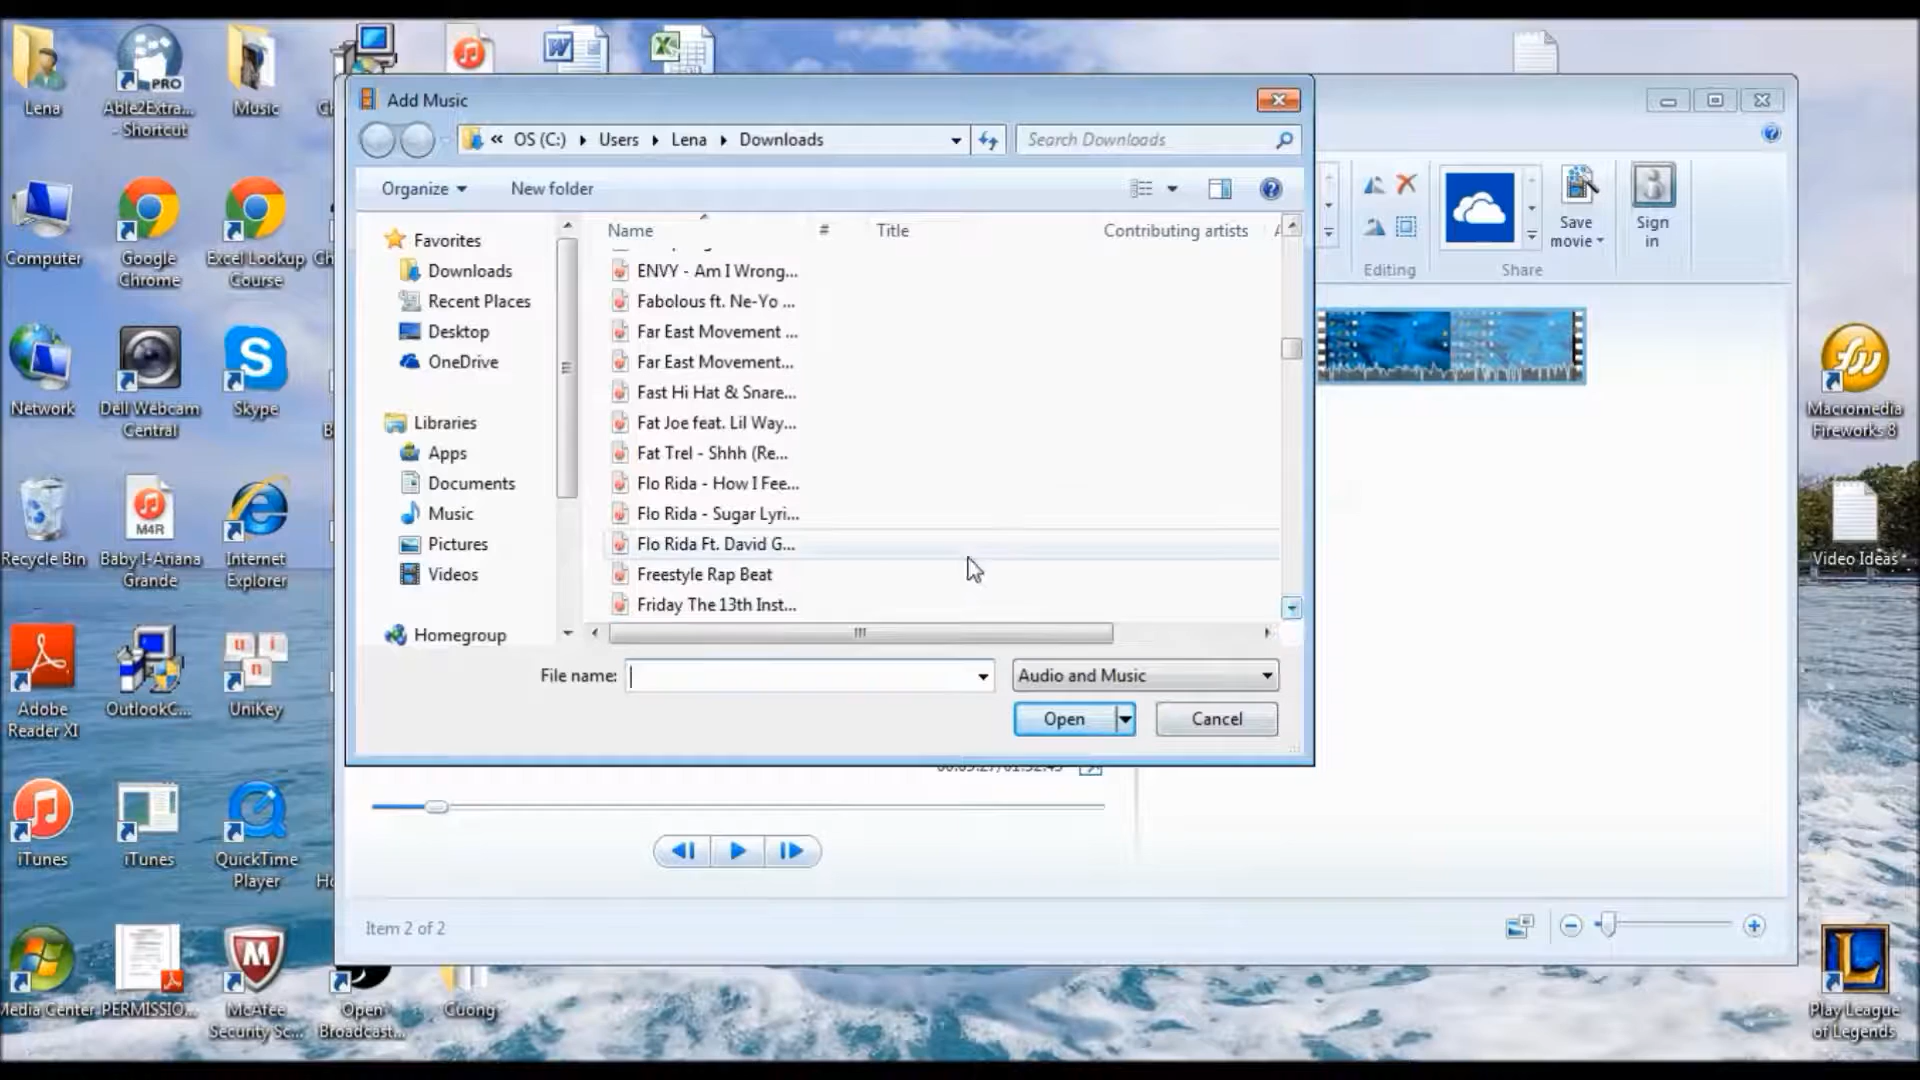 Lena
Able2Extra...
- Shortcut
PRO
Music
Computer
Google
Chrome
Excel Lookup
Course
Network
Dell Webcam
Central
Skype
Recycle Bin
M4R
Baby I-Ariana
Grande
Internet
Explorer
Adobe
Reader XI
OutlookC...
UniKey
iTunes
iTunes
QuickTime
Player
Media Center
PERMISSIO...
McAfee
Security Sc...
Open
Broadcast...
Cuong
Add Music
« OS (C:) Users Lena Downloads
Search Downloads
Organize
New folder
Favorites
Downloads
Recent Places
Desktop
OneDrive
Libraries
Apps
Documents
Music
Pictures
Videos
Homegroup
Name # Title Contributing artists
ENVY - Am I Wrong...
Fabolous ft. Ne-Yo ...
Far East Movement ...
Far East Movement...
Fast Hi Hat & Snare...
Fat Joe feat. Lil Way...
Fat Trel - Shhh (Re...
Flo Rida - How I Fee...
Flo Rida - Sugar Lyri...
Flo Rida Ft. David G...
Freestyle Rap Beat
Friday The 13th Inst...
File name:
Audio and Music
Open
Cancel
Save
movie
Sign
in
Editing
Share
Item 2 of 2
Macromedia
Fireworks 8
Video Ideas
Play League
of Legends